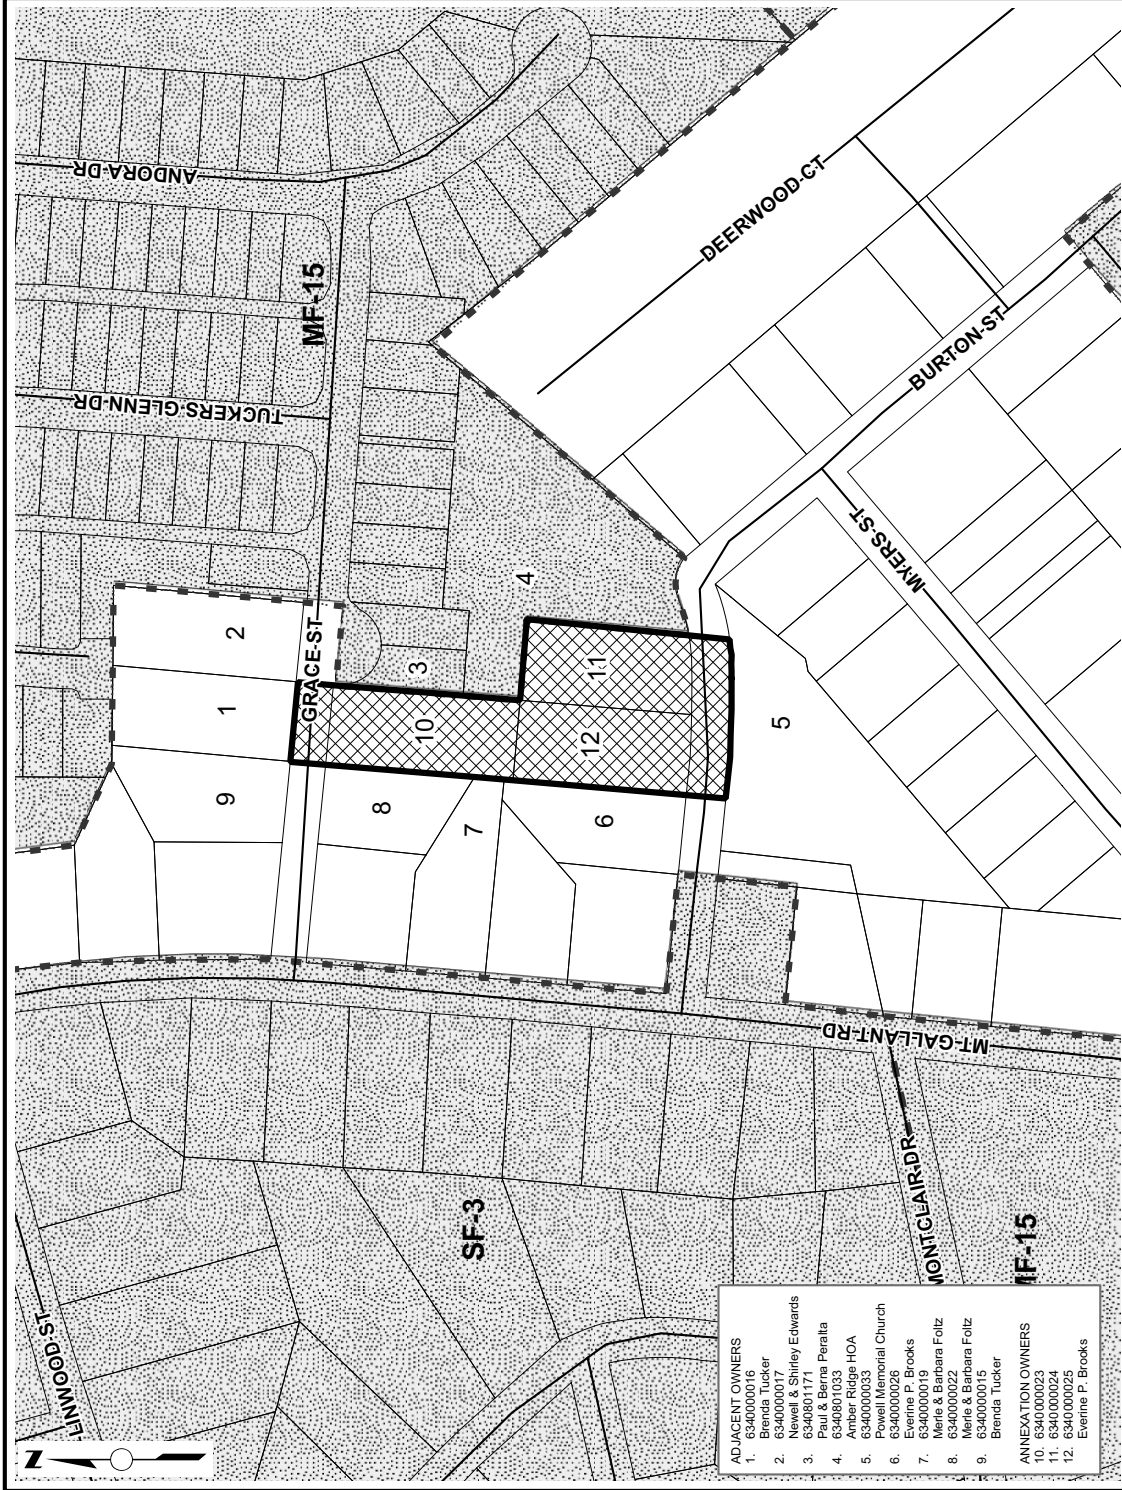 ANDORA DR
TUCKERS GLENN DR
MF-15
DEERWOOD CT
BURTON ST
MYERS ST
GRACE ST
1
2
3
4
5
6
7
8
9
10
11
12
MT GALLANT RD
MONTCLAIR DR
LINWOOD ST
SF-3
MF-15
Z
ADJACENT OWNERS
1. 6340000016
Brenda Tucker
2. 6340000017
Newell & Shirley Edwards
3. 6340801171
Paul & Berna Peralta
4. 6340801033
Amber Ridge HOA
5. 6340000033
Powell Memorial Church
6. 6340000026
Everine P. Brooks
7. 6340000019
Merle & Barbara Foltz
8. 6340000022
Merle & Barbara Foltz
9. 6340000015
Brenda Tucker
ANNEXATION OWNERS
10. 6340000023
11. 6340000024
12. 6340000025
Everine P. Brooks